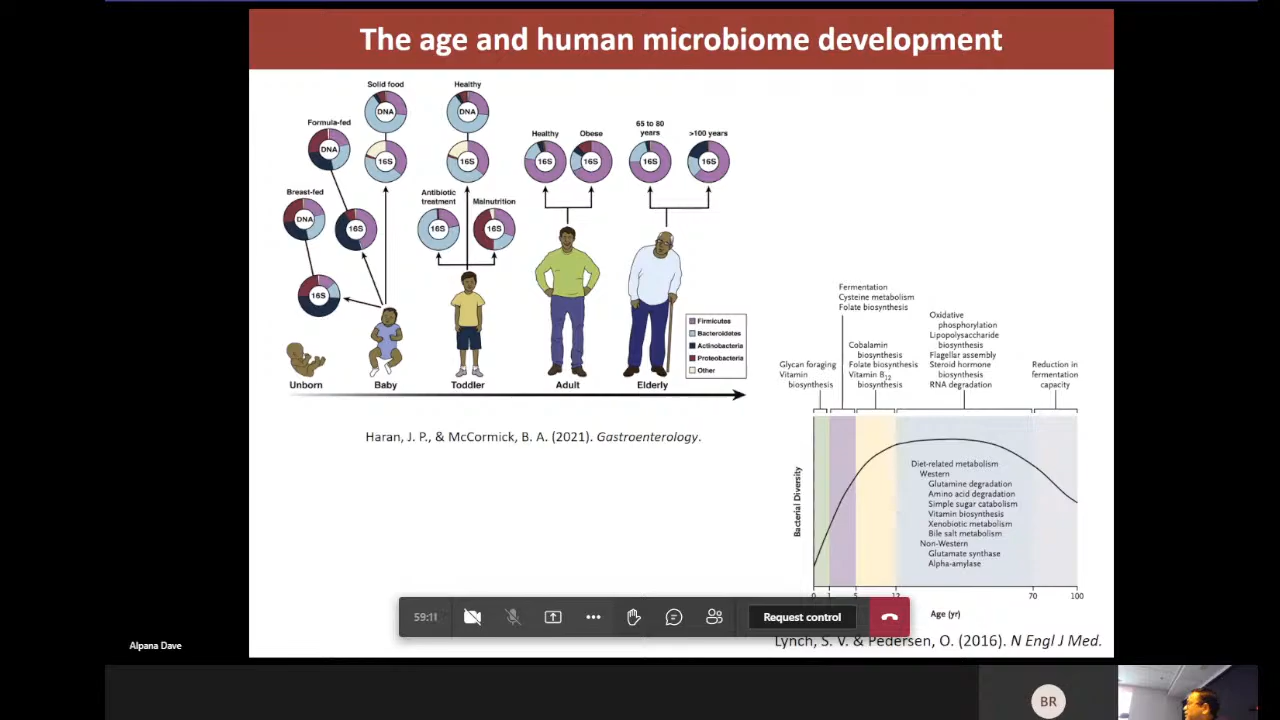 The age and human microbiome development
Solid food
DNA
16S
Formula-fed
DNA
16S
Breast-fed
DNA
16S
Healthy
DNA
16S
Antibiotic
treatment
16S
Malnutrition
16S
Healthy
16S
Obese
16S
65 to 80
years
16S
>100 years
16S
Firmicutes
Bacteroidetes
Actinobacteria
Proteobacteria
Other
Unborn
Baby
Toddler
Adult
Elderly
Haran, J. P., & McCormick, B. A. (2021). Gastroenterology.
Glycan foraging
Vitamin
biosynthesis
Fermentation
Cysteine metabolism
Folate biosynthesis
Cobalamin
biosynthesis
Folate biosynthesis
Vitamin B12
biosynthesis
Oxidative
phosphorylation
Lipopolysaccharide
biosynthesis
Flagellar assembly
Steroid hormone
biosynthesis
RNA degradation
Reduction in
fermentation
capacity
Bacterial Diversity
Diet-related metabolism
Western
Glutamine degradation
Amino acid degradation
Simple sugar catabolism
Vitamin biosynthesis
Xenobiotic metabolism
Bile salt metabolism
Non-Western
Glutamate synthase
Alpha-amylase
0 1 5 12 70 100
Age (yr)
Lynch, S. V. & Pedersen, O. (2016). N Engl J Med.
59:11
Request control
Alpana Dave
BR